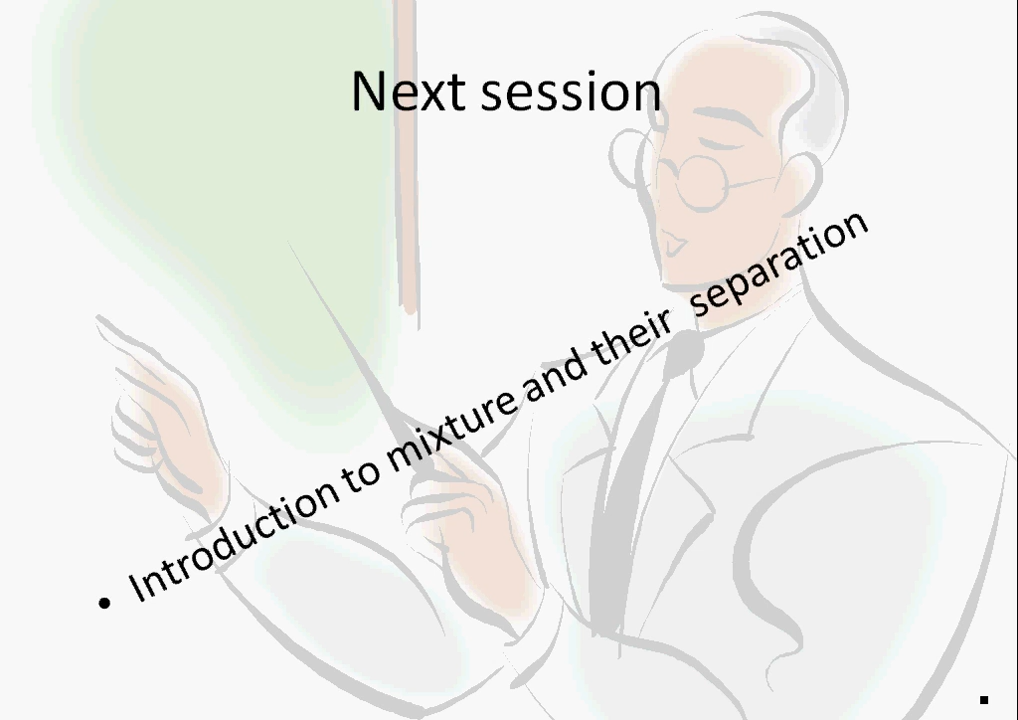 Next session
• Introduction to mixture and their separation